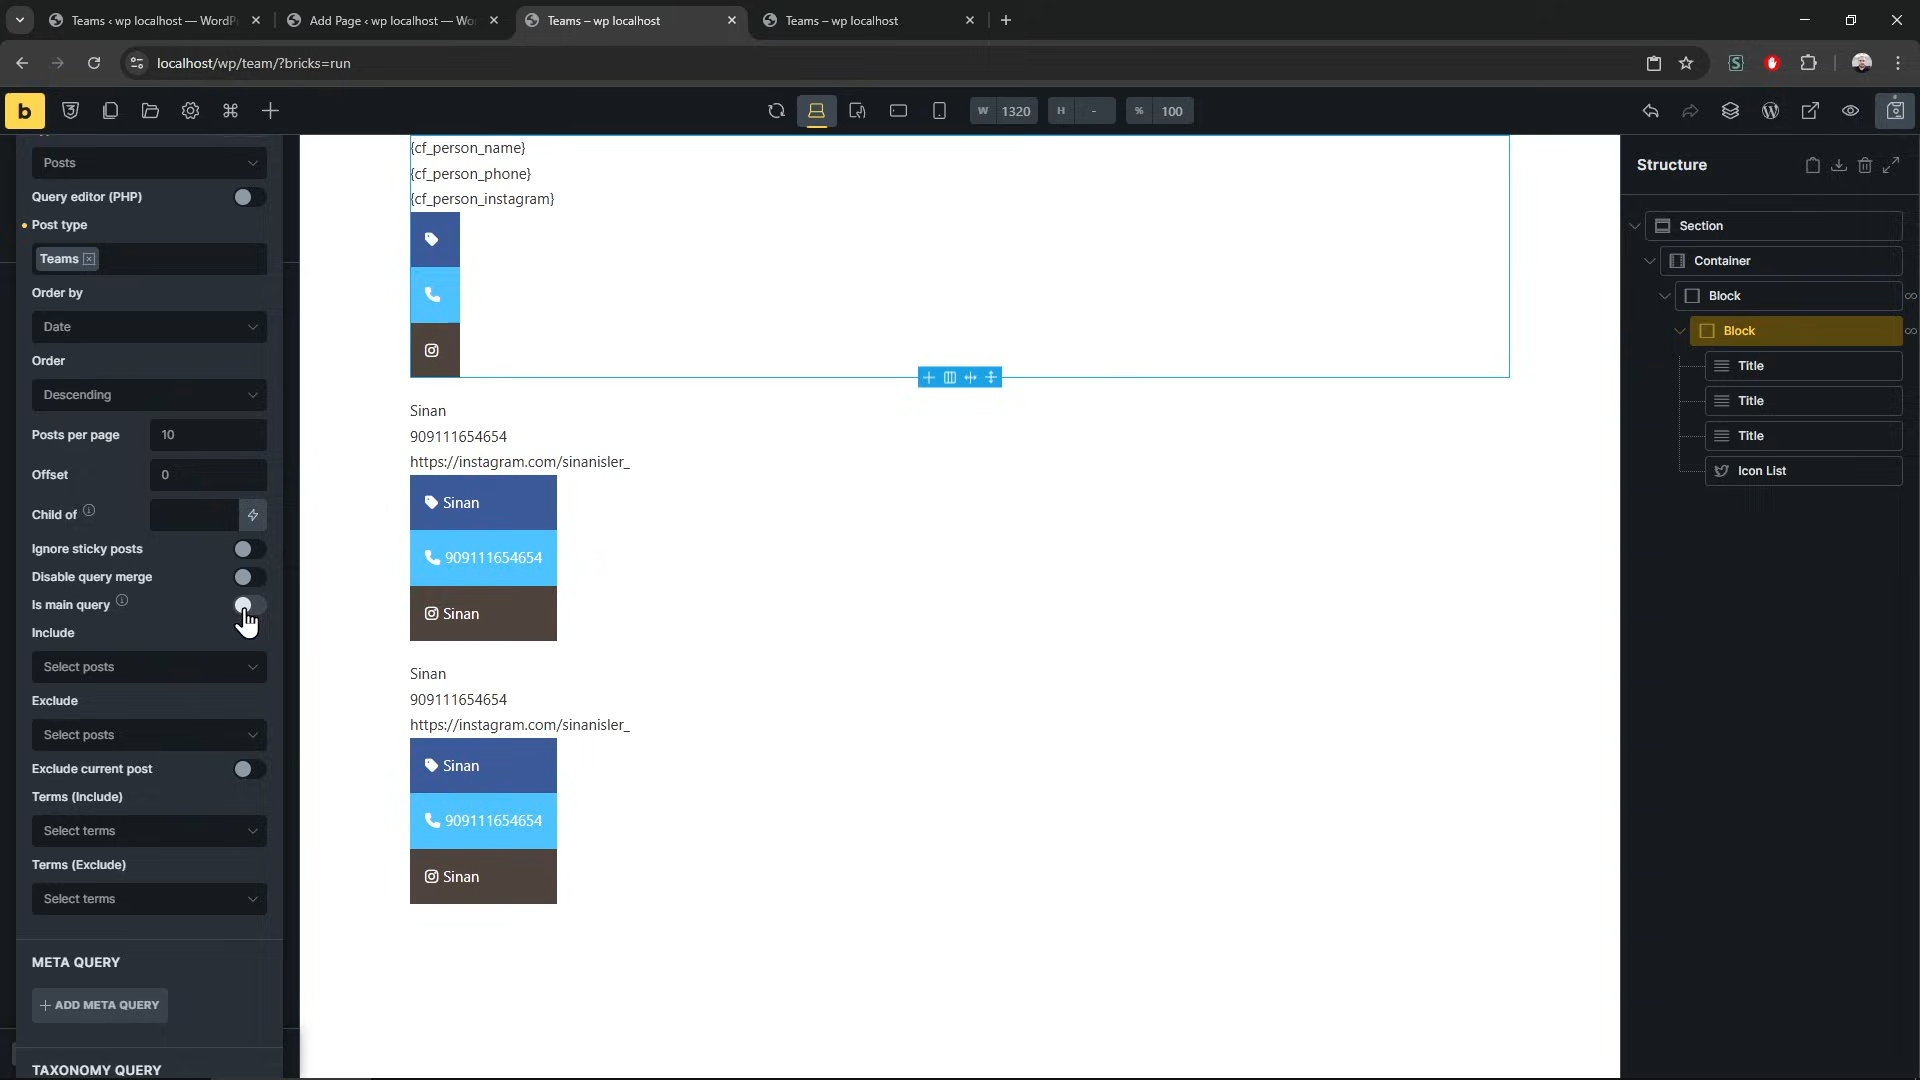 Teams ‹ wp localhost — WordP
Add Page ‹ wp localhost — Wo
Teams – wp localhost
Teams – wp localhost
localhost/wp/team/?bricks=run
b
W 1320
H -
% 100
Posts
Query editor (PHP)
Post type
Teams
Order by
Date
Order
Descending
Posts per page 10
Offset 0
Child of
Ignore sticky posts
Disable query merge
Is main query
Include
Select posts
Exclude
Select posts
Exclude current post
Terms (Include)
Select terms
Terms (Exclude)
Select terms
META QUERY
+ ADD META QUERY
TAXONOMY QUERY
{cf_person_name}
{cf_person_phone}
{cf_person_instagram}
Sinan
909111654654
https://instagram.com/sinanisler_
Sinan
909111654654
Sinan
Sinan
909111654654
https://instagram.com/sinanisler_
Sinan
909111654654
Sinan
Structure
Section
Container
Block
Block
Title
Title
Title
Icon List